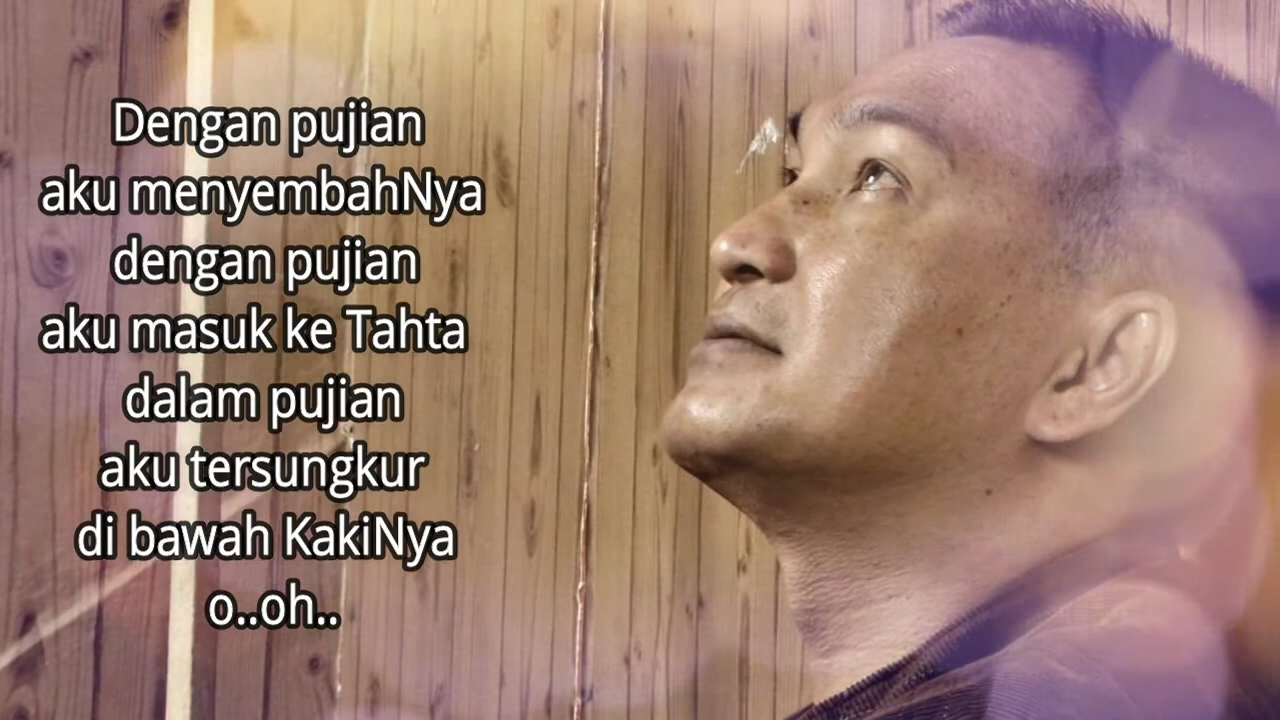 Dengan pujian
aku menyembahNya
dengan pujian
aku masuk ke Tahta
dalam pujian
aku tersungkur
di bawah KakiNya
o..oh..